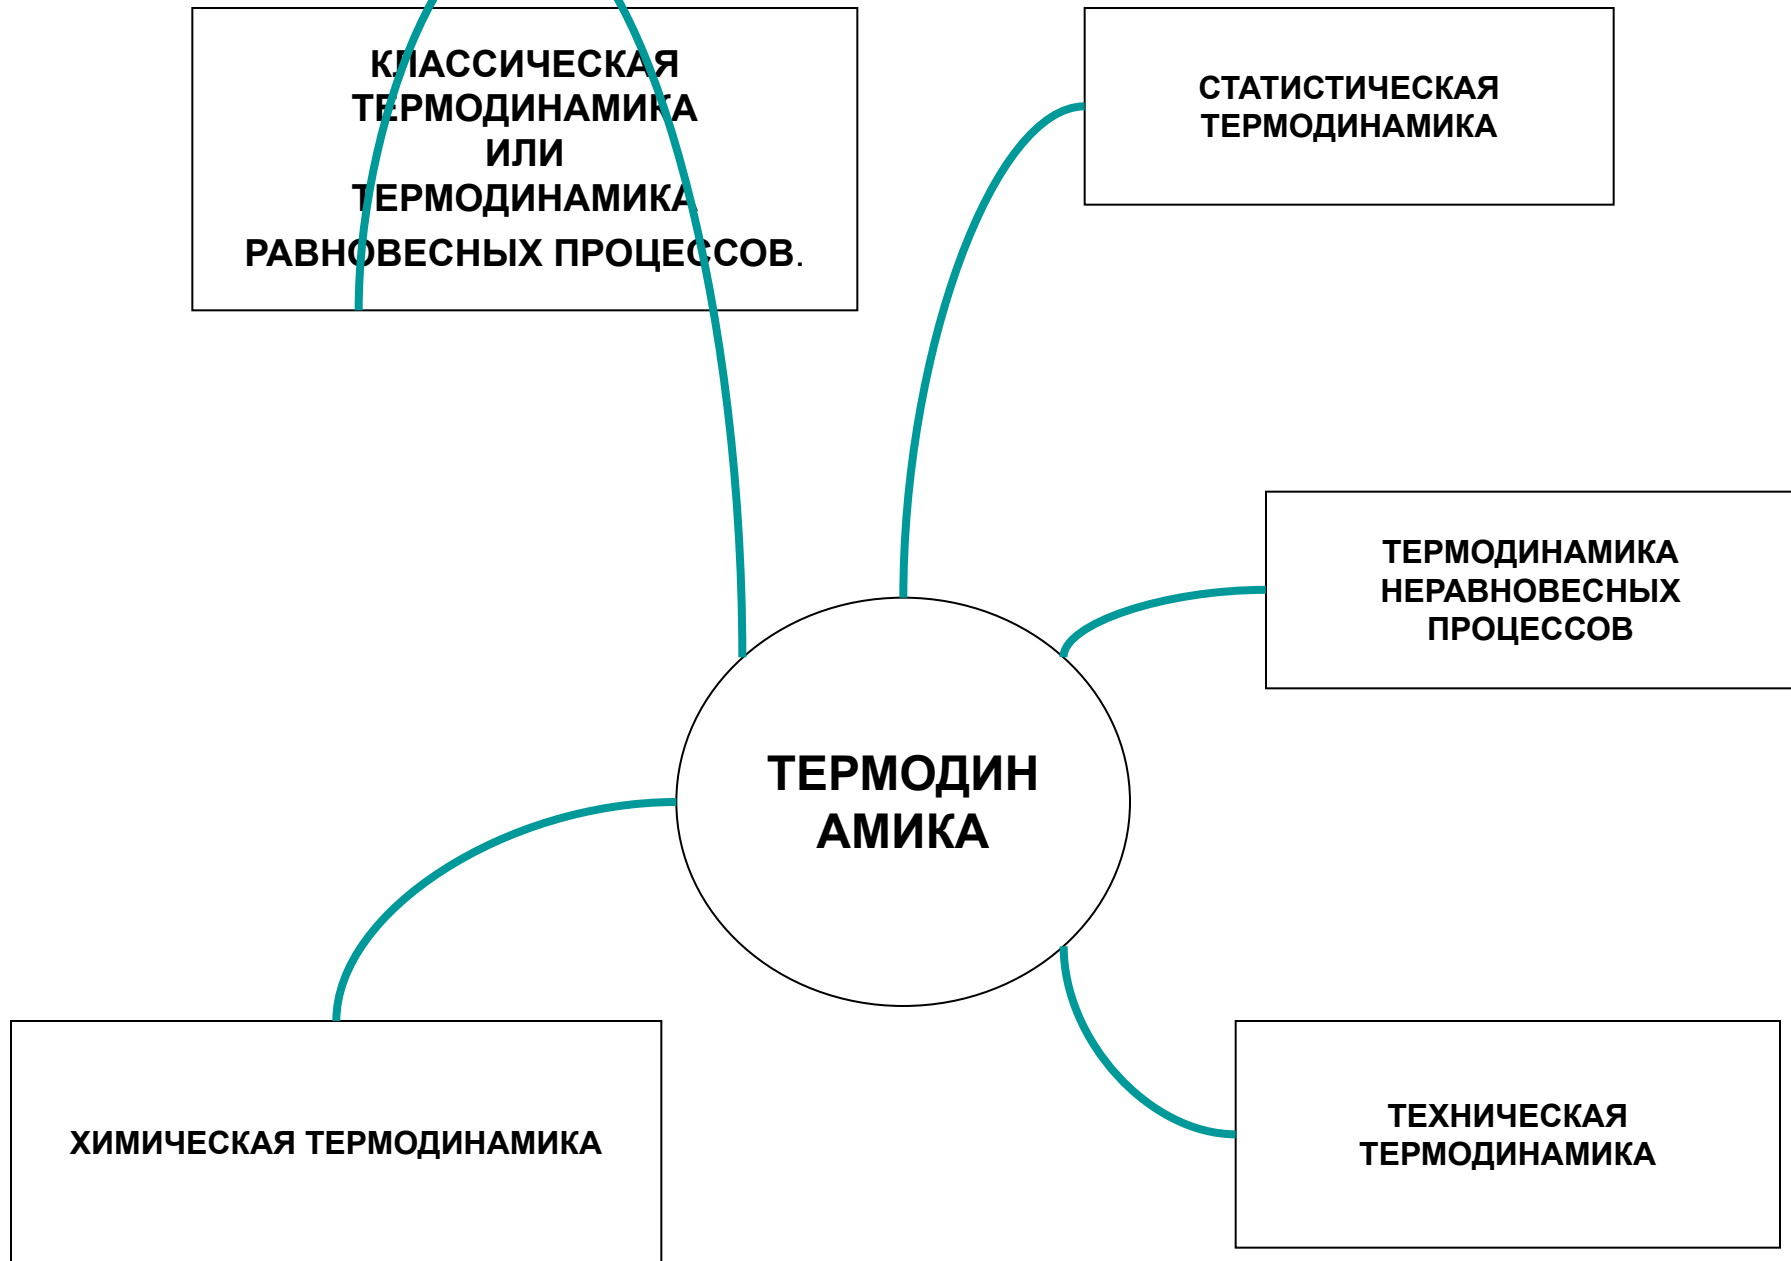 КЛАССИЧЕСКАЯ
ТЕРМОДИНАМИКА
ИЛИ
ТЕРМОДИНАМИКА
РАВНОВЕСНЫХ ПРОЦЕССОВ.
СТАТИСТИЧЕСКАЯ
ТЕРМОДИНАМИКА
ТЕРМОДИНАМИКА
НЕРАВНОВЕСНЫХ
ПРОЦЕССОВ
ТЕРМОДИН
АМИКА
ХИМИЧЕСКАЯ ТЕРМОДИНАМИКА
ТЕХНИЧЕСКАЯ
ТЕРМОДИНАМИКА